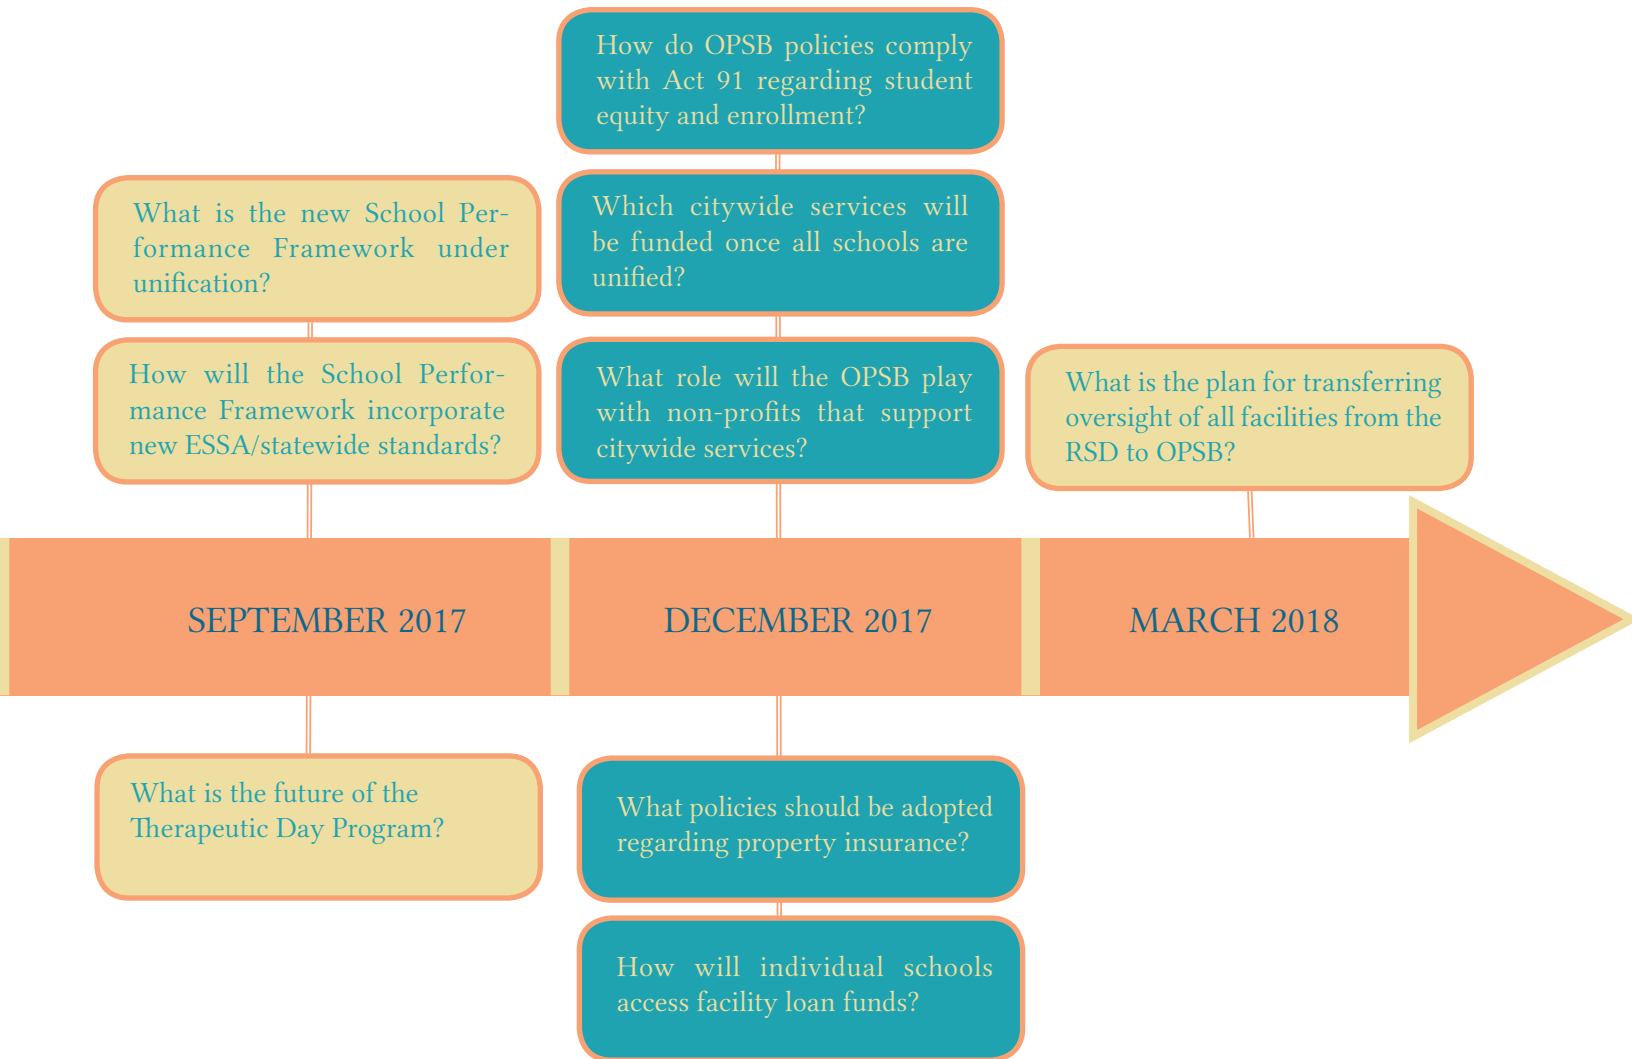 How do OPSB policies comply
with Act 91 regarding student
equity and enrollment?
What is the new School Per-
formance Framework under
unification?
Which citywide services will
be funded once all schools are
unified?
How will the School Perfor-
mance Framework incorporate
new ESSA/statewide standards?
What role will the OPSB play
with non-profits that support
citywide services?
What is the plan for transferring
oversight of all facilities from the
RSD to OPSB?
SEPTEMBER 2017
DECEMBER 2017
MARCH 2018
What is the future of the
Therapeutic Day Program?
What policies should be adopted
regarding property insurance?
How will individual schools
access facility loan funds?